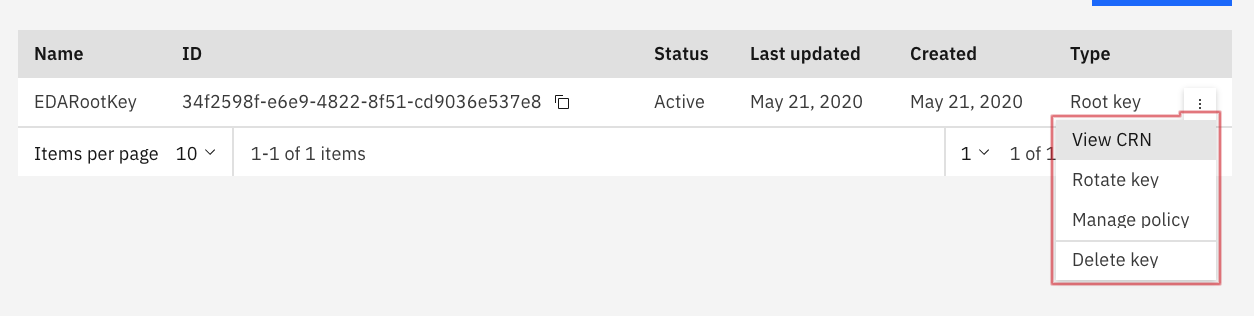 Name ID Status Last updated Created Type
EDARootKey 34f2598f-e6e9-4822-8f51-cd9036e537e8 Active May 21, 2020 May 21, 2020 Root key
Items per page 10 1-1 of 1 items 1 1 of 1
View CRN
Rotate key
Manage policy
Delete key